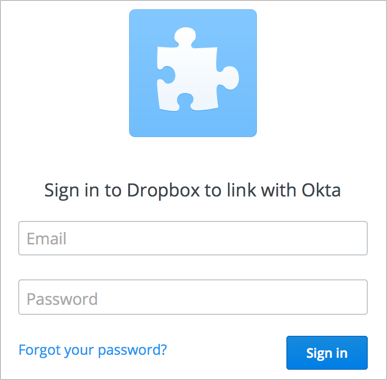 Sign in to Dropbox to link with Okta
Email
Password
Forgot your password?
Sign in